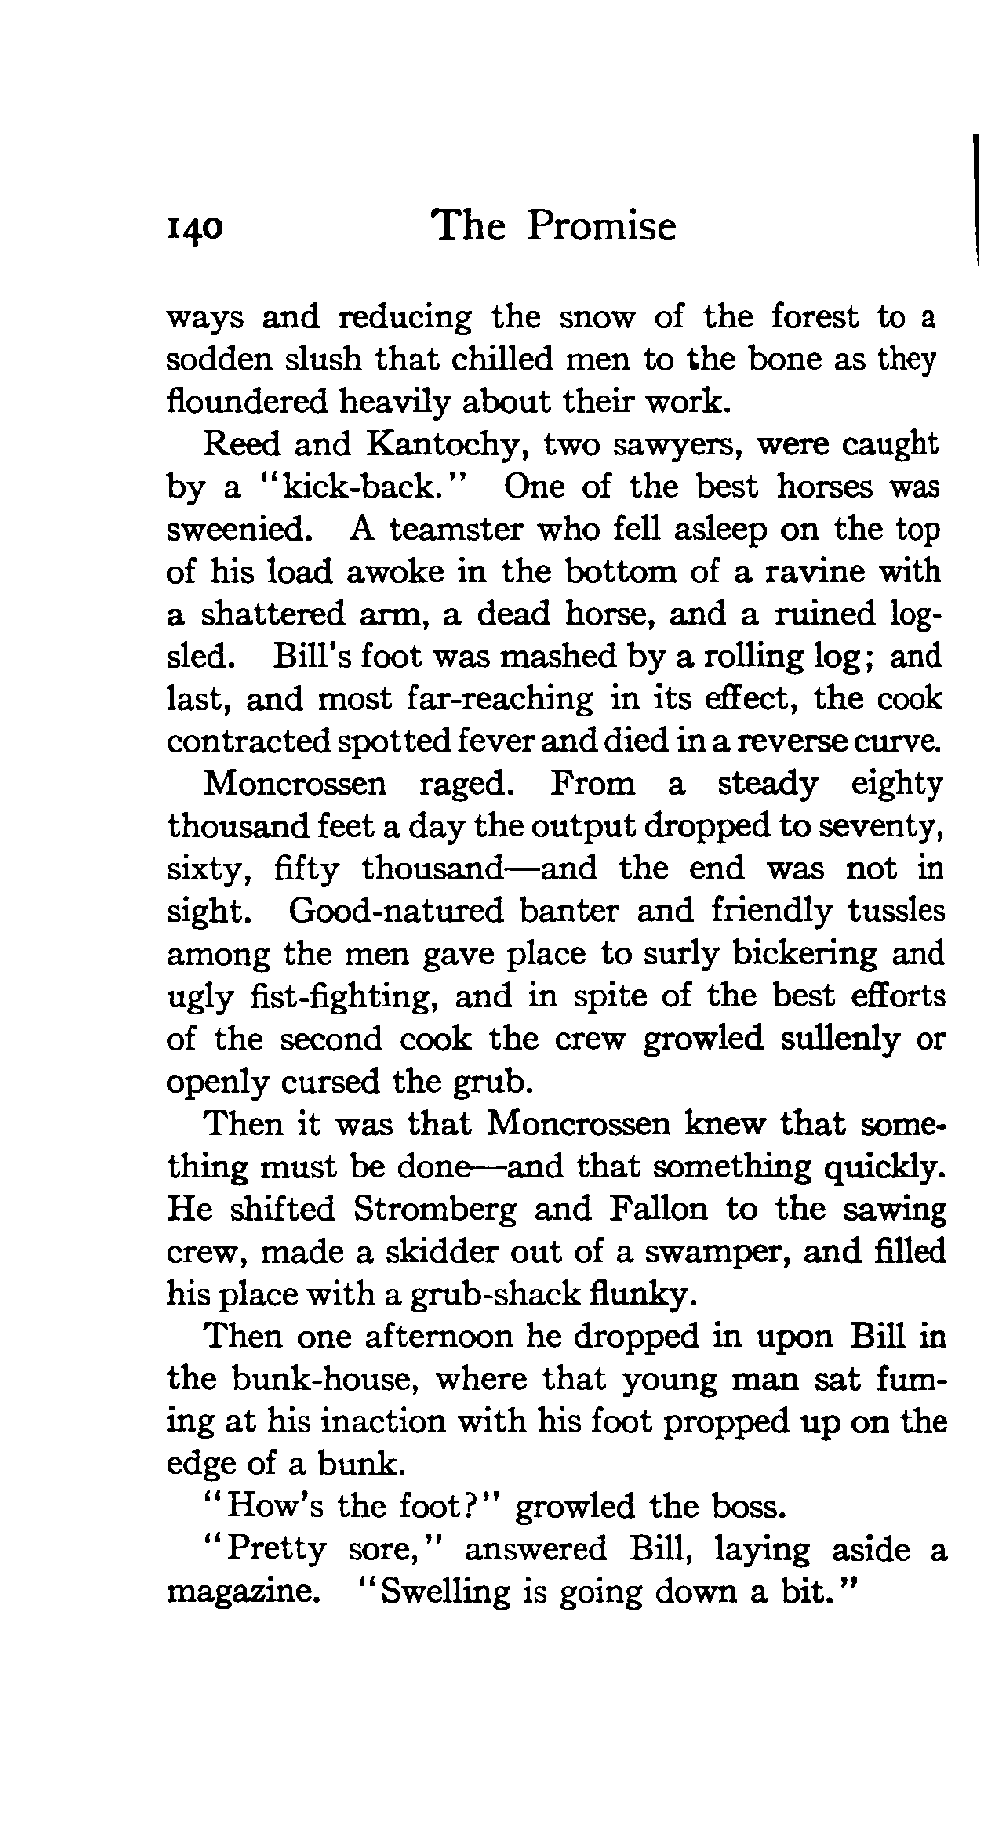 140 The Promise
ways and reducing the snow of the forest to a
sodden slush that chilled men to the bone as they
floundered heavily about their work.
Reed and Kantochy, two sawyers, were caught
by a "kick-back." One of the best horses was
sweenied. A teamster who fell asleep on the top
of his load awoke in the bottom of a ravine with
a shattered arm, a dead horse, and a ruined log-
sled. Bill's foot was mashed by a rolling log; and
last, and most far-reaching in its effect, the cook
contracted spotted fever and died in a reverse curve.
Moncrossen raged. From a steady eighty
thousand feet a day the output dropped to seventy,
sixty, fifty thousand—and the end was not in
sight. Good-natured banter and friendly tussles
among the men gave place to surly bickering and
ugly fist-fighting, and in spite of the best efforts
of the second cook the crew growled sullenly or
openly cursed the grub.
Then it was that Moncrossen knew that some-
thing must be done—and that something quickly.
He shifted Stromberg and Fallon to the sawing
crew, made a skidder out of a swamper, and filled
his place with a grub-shack flunky.
Then one afternoon he dropped in upon Bill in
the bunk-house, where that young man sat fum-
ing at his inaction with his foot propped up on the
edge of a bunk.
"How's the foot?" growled the boss.
"Pretty sore," answered Bill, laying aside a
magazine. "Swelling is going down a bit."